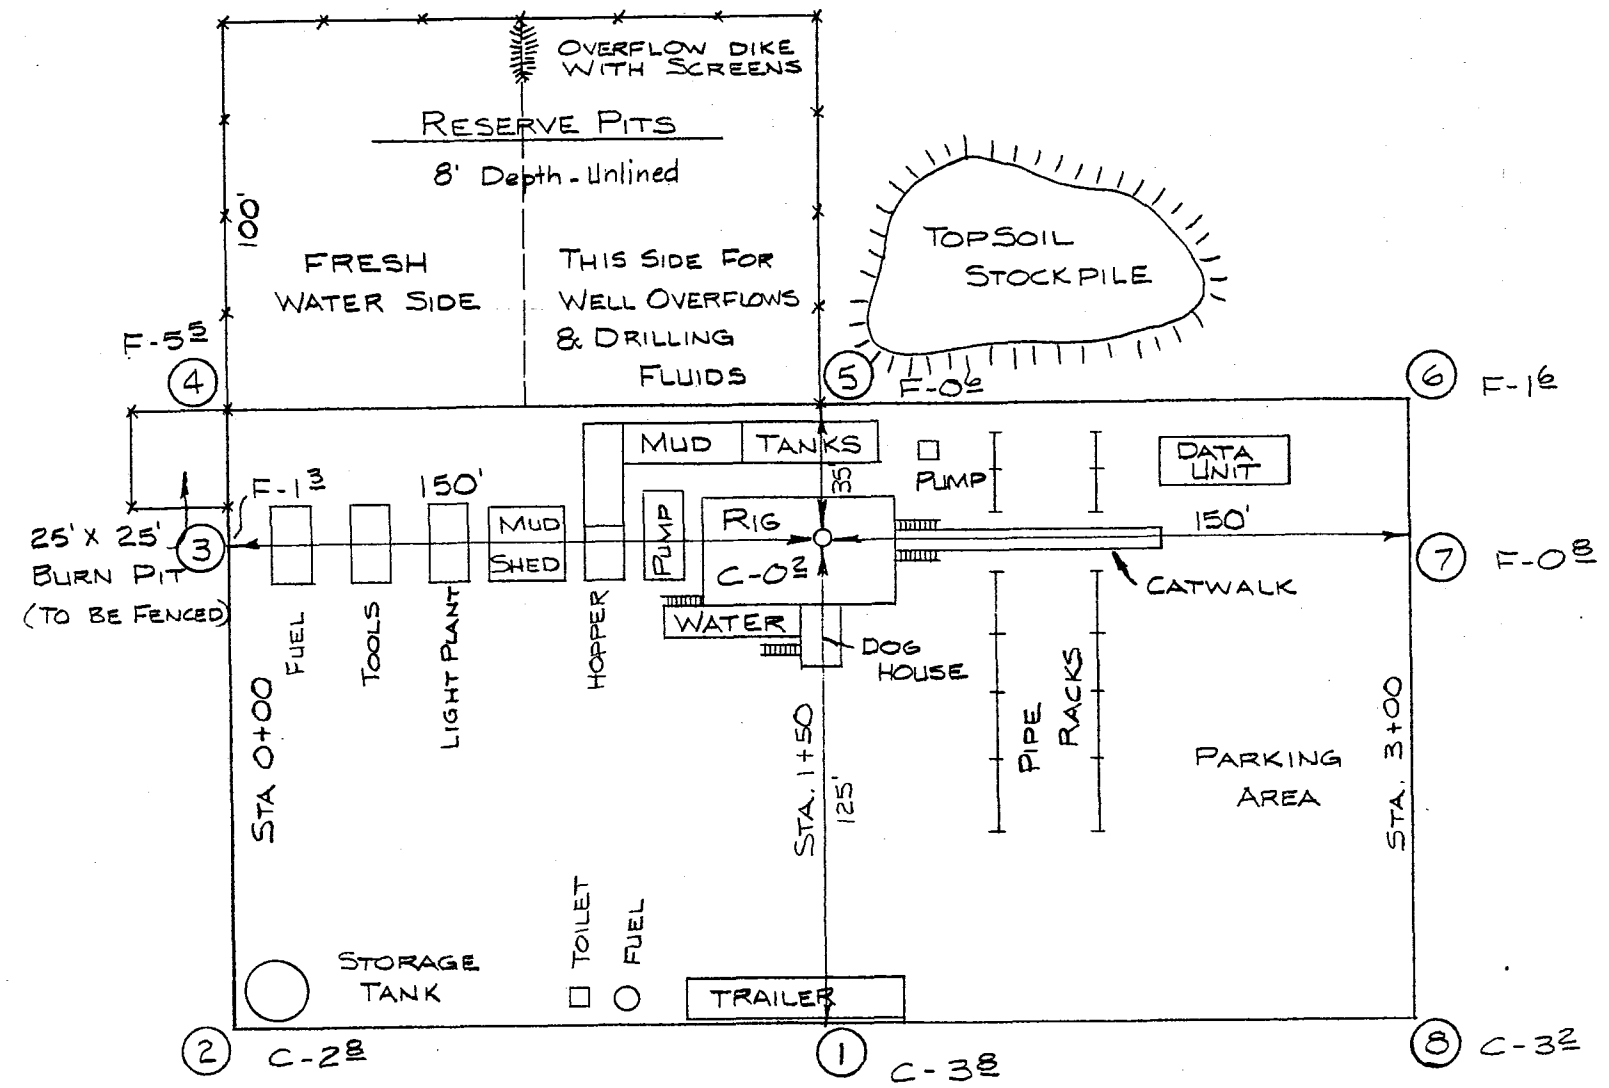 OVERFLOW DIKE
WITH SCREENS
RESERVE PITS
8' Depth - Unlined
100'
FRESH
WATER SIDE
THIS SIDE FOR
WELL OVERFLOWS
& DRILLING
FLUIDS
TOPSOIL
STOCKPILE
F-5⁵
4
5
F-0⁶
6
F-1⁶
MUD
TANKS
35'
PUMP
DATA
UNIT
F-1³
150'
25' X 25'
BURN PIT
(TO BE FENCED)
3
MUD
SHED
PUMP
RIG
C-0²
150'
7
F-0⁸
CATWALK
FUEL
TOOLS
LIGHT PLANT
HOPPER
WATER
DOG
HOUSE
STA 0+00
STA. 1+50
125'
PIPE
RACKS
PARKING
AREA
STA. 3+00
STORAGE
TANK
TOILET
FUEL
TRAILER
2
C-2⁸
1
C-3⁸
8
C-3²